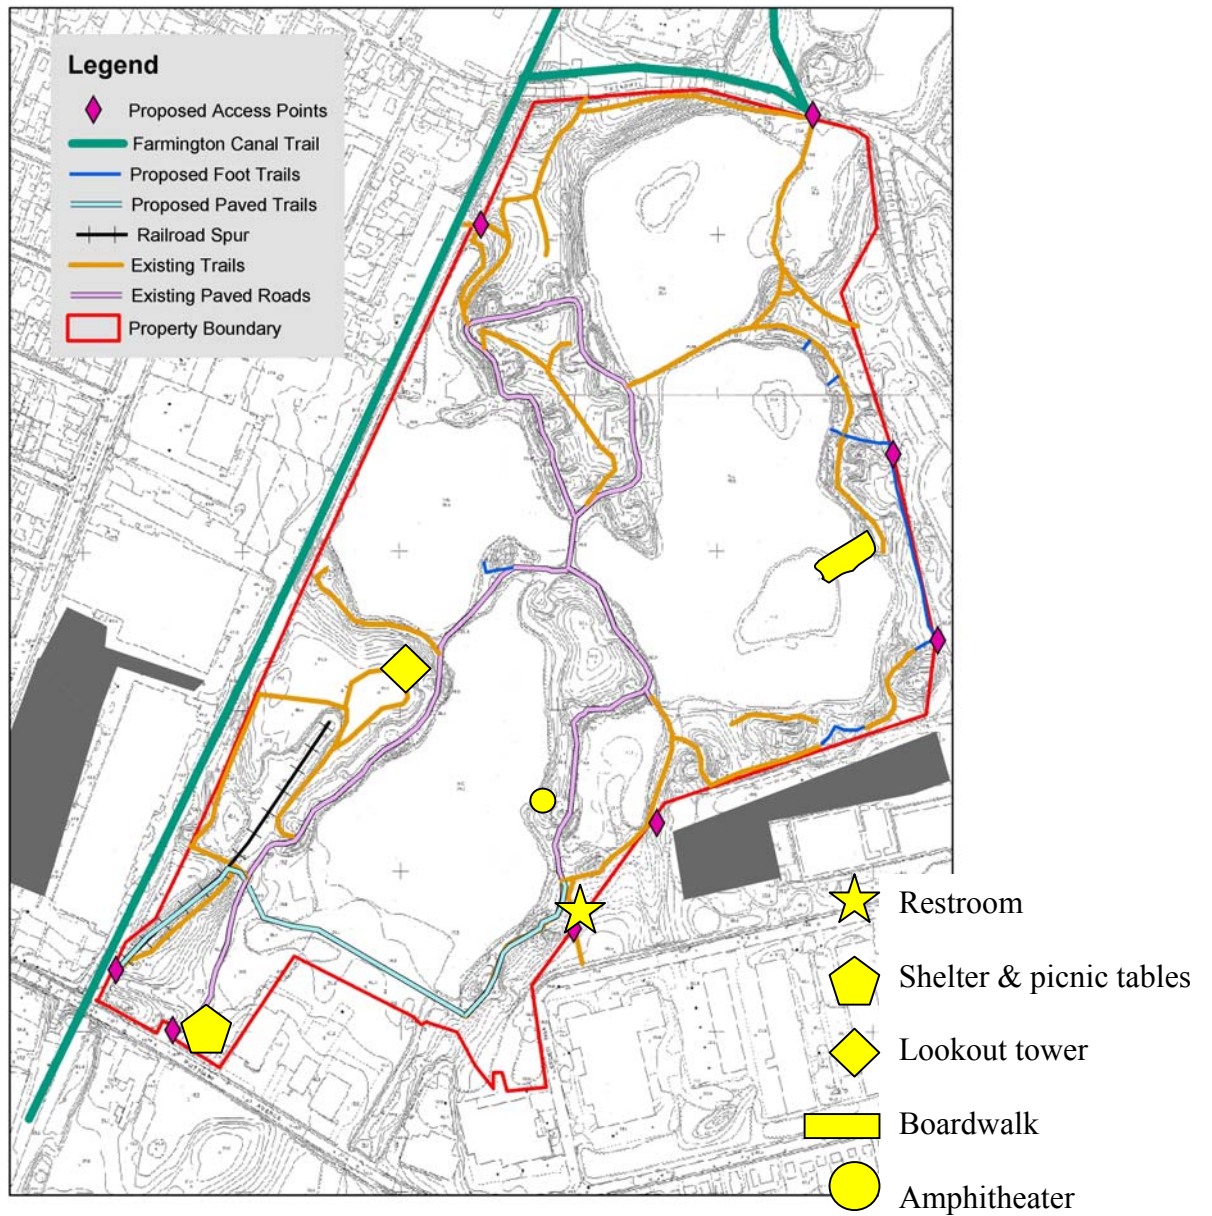 Legend
Proposed Access Points
Farmington Canal Trail
Proposed Foot Trails
Proposed Paved Trails
Railroad Spur
Existing Trails
Existing Paved Roads
Property Boundary
Restroom
Shelter & picnic tables
Lookout tower
Boardwalk
Amphitheater